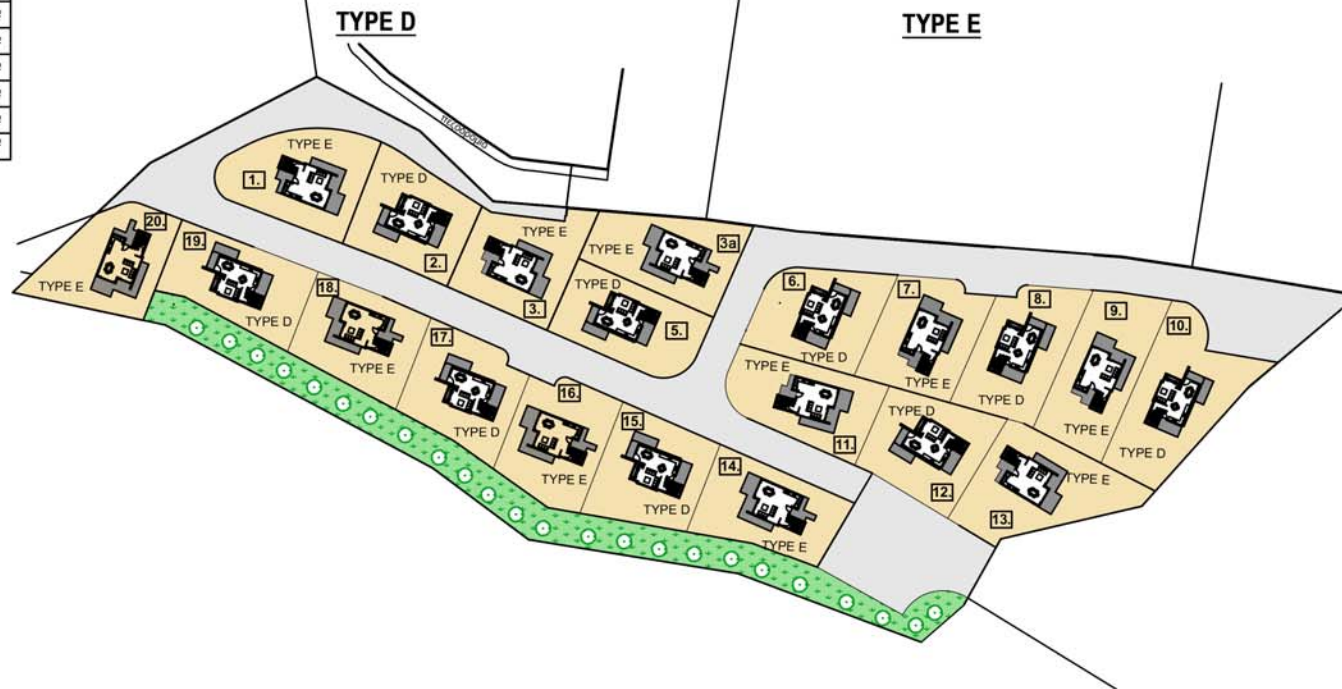 TYPE D
TYPE E
TYPE E
1.
TYPE D
2.
TYPE E
3.
TYPE E
3a
TYPE D
5.
20.
TYPE E
19.
TYPE D
18.
TYPE E
17.
TYPE D
16.
TYPE E
15.
TYPE D
14.
TYPE E
6.
TYPE D
7.
TYPE E
8.
TYPE D
9.
TYPE E
10.
TYPE D
TYPE E
11.
TYPE D
12.
TYPE E
13.